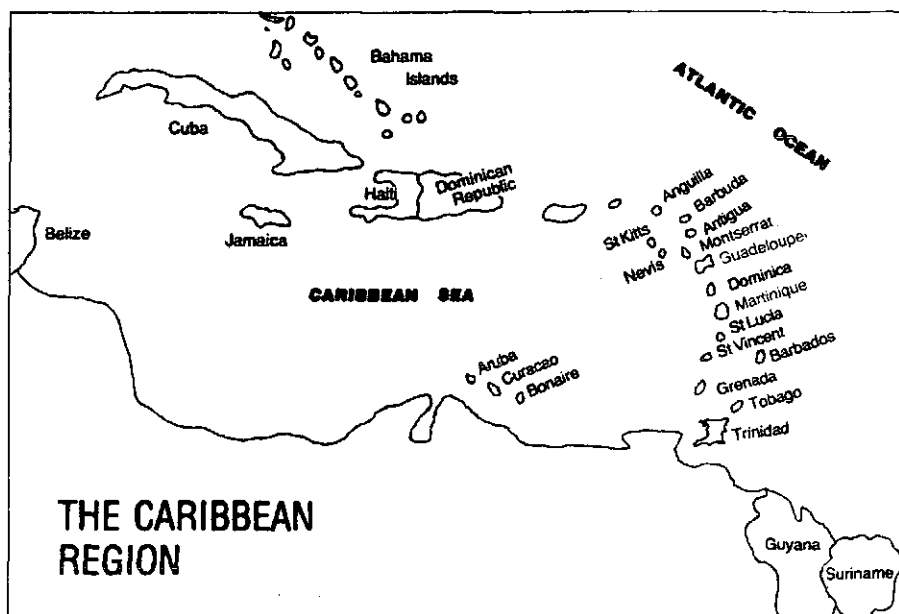 Bahama
Islands
ATLANTIC OCEAN
Cuba
Haiti
Dominican
Republic
Anguilla
Barbuda
Antigua
St Kitts
Montserrat
Guadeloupe,
Nevis
Belize
Jamaica
Dominica
CARIBBEAN SEA
Martinique
St Lucia
St Vincent
Barbados
Aruba
Curacao
Bonaire
Grenada
Tobago
Trinidad
THE CARIBBEAN
REGION
Guyana
Suriname